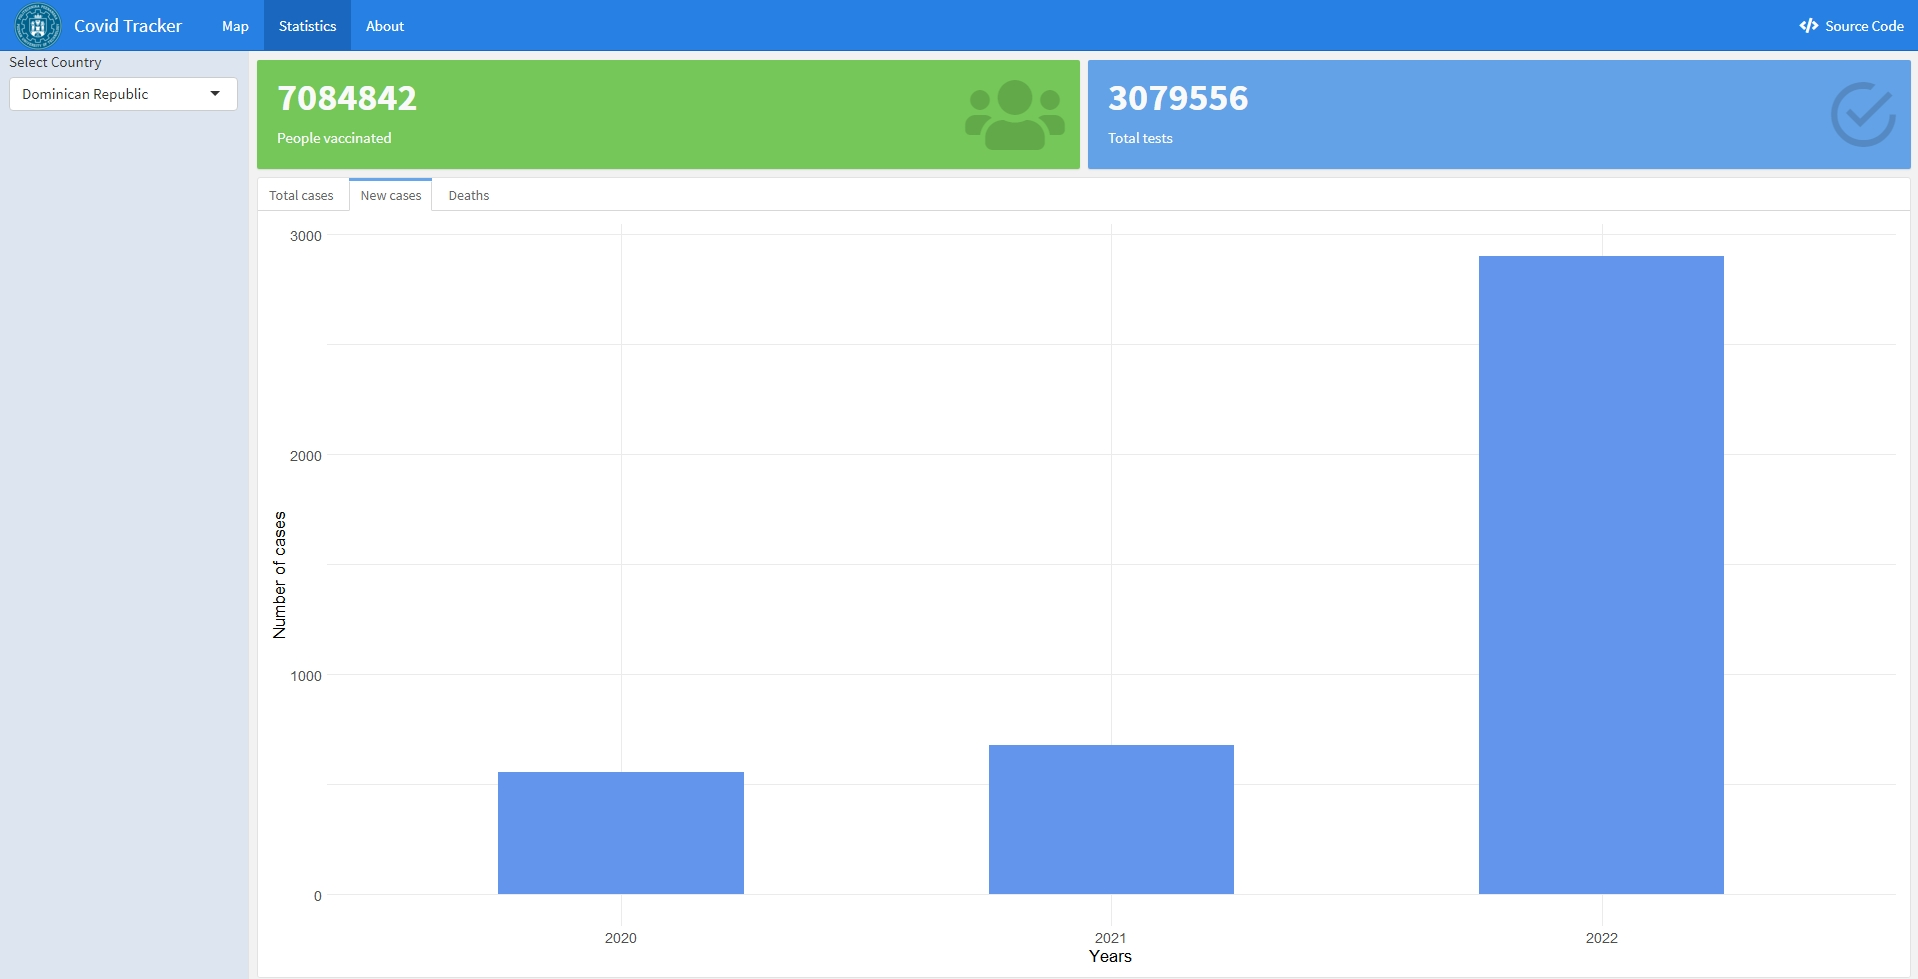 Covid Tracker
Map
Statistics
About
Source Code
Select Country
Dominican Republic
7084842
People vaccinated
3079556
Total tests
Total cases
New cases
Deaths
3000
2000
1000
0
Number of cases
2020
2021
2022
Years